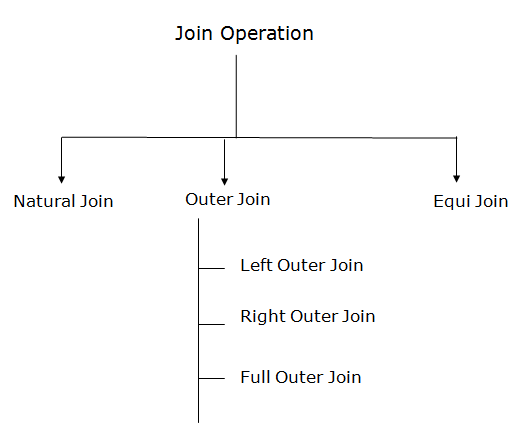 Join Operation
Natural Join
Outer Join
Equi Join
Left Outer Join
Right Outer Join
Full Outer Join